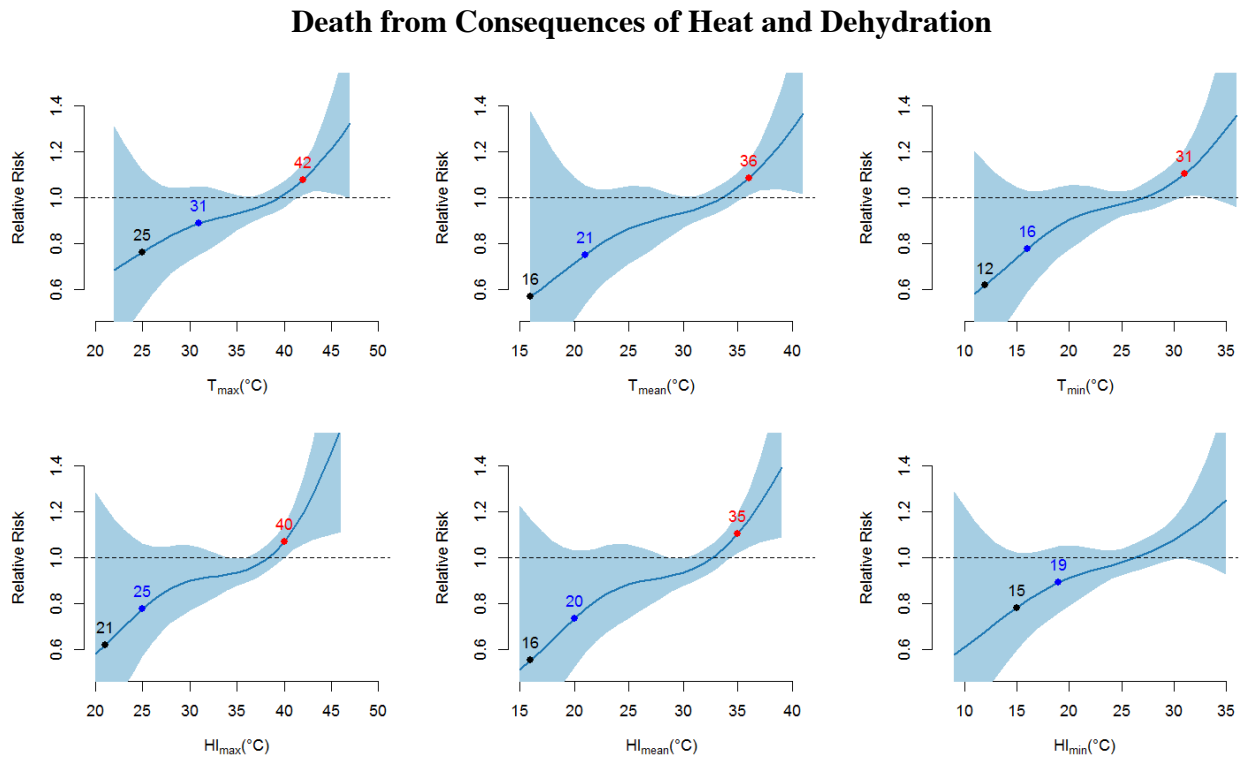 Death from Consequences of Heat and Dehydration
Relative Risk
0.6 0.8 1.0 1.2 1.4
25
31
42
20 25 30 35 40 45 50
Tmax(°C)
Relative Risk
0.6 0.8 1.0 1.2 1.4
16
21
36
15 20 25 30 35 40
Tmean(°C)
Relative Risk
0.6 0.8 1.0 1.2 1.4
12
16
31
10 15 20 25 30 35
Tmin(°C)
Relative Risk
0.6 0.8 1.0 1.2 1.4
21
25
40
20 25 30 35 40 45 50
HImax(°C)
Relative Risk
0.6 0.8 1.0 1.2 1.4
16
20
35
15 20 25 30 35 40
HImean(°C)
Relative Risk
0.6 0.8 1.0 1.2 1.4
15
19
10 15 20 25 30 35
HImin(°C)